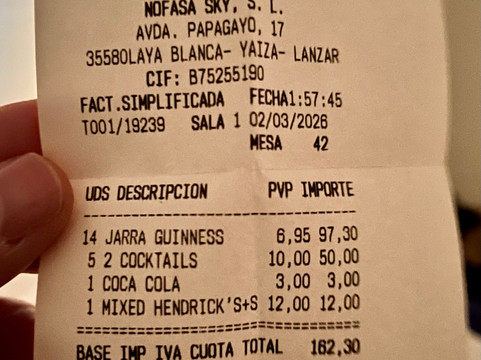 NOFASA SKY, S. L.
AVDA. PAPAGAYO, 17
35580LAYA BLANCA- YAIZA- LANZAR
CIF: B75255190
FACT.SIMPLIFICADA FECHA1:57:45
T001/19239 SALA 1 02/03/2026
MESA 42
UDS DESCRIPCION PVP IMPORTE
14 JARRA GUINNESS 6,95 97,30
5 2 COCKTAILS 10,00 50,00
1 COCA COLA 3,00 3,00
1 MIXED HENDRICK'S+S 12,00 12,00
BASE IMP IVA CUOTA TOTAL 162,30